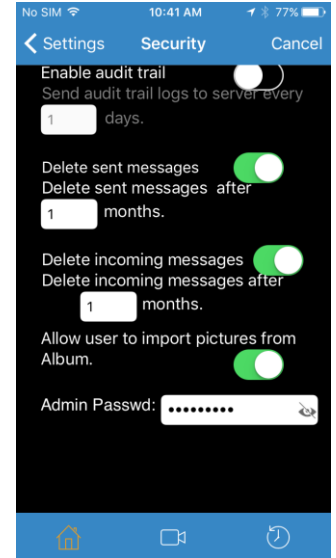 No SIM 10:41 AM 77%
Settings Security Cancel
Enable audit trail
Send audit trail logs to server every
1 days.
Delete sent messages
Delete sent messages after
1 months.
Delete incoming messages
Delete incoming messages after
1 months.
Allow user to import pictures from
Album.
Admin Passwd: •••••••••